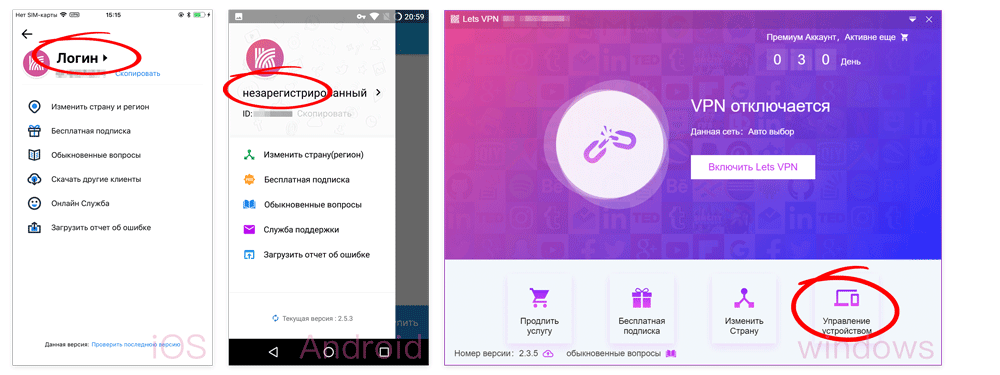 Нет SIM-карты
15:15
Логин
Скопировать
Изменить страну и регион
Бесплатная подписка
Обыкновенные вопросы
Скачать другие клиенты
Онлайн Служба
Загрузить отчет об ошибке
Данная версия: Проверить последнюю версию
iOS
20:59
незарегистрированный
ID:
Скопировать
Изменить страну(регион)
Бесплатная подписка
Обыкновенные вопросы
Служба поддержки
Загрузить отчет об ошибке
Текущая версия : 2.5.3
Android
Lets VPN
Премиум Аккаунт, Активне еще
0 3 0 День
VPN отключается
Данная сеть: Авто выбор
Включить Lets VPN
Продлить
услугу
Бесплатная
подписка
Изменить
Страну
Управление
устройством
Номер версии : 2.3.5
обыкновенные вопросы
windows